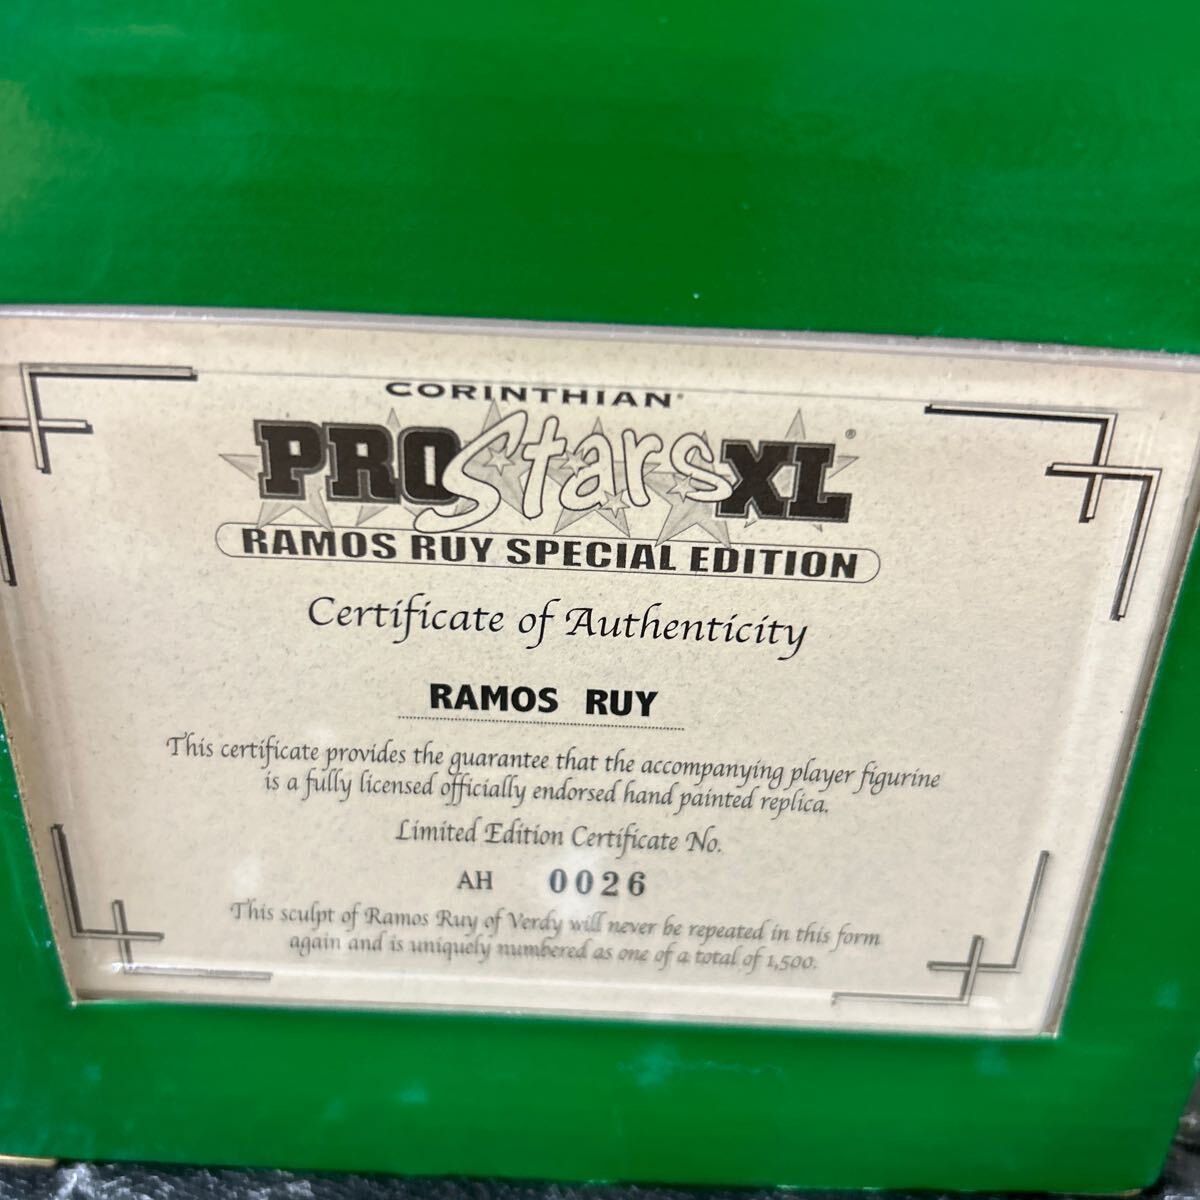 CORINTHIAN®
PROStarsXL®
RAMOS RUY SPECIAL EDITION
Certificate of Authenticity
RAMOS RUY
This certificate provides the guarantee that the accompanying player figurine
is a fully licensed officially endorsed hand painted replica.
Limited Edition Certificate No.
AH 0026
This sculpt of Ramos Ruy of Verdy will never be repeated in this form
again and is uniquely numbered as one of a total of 1,500.